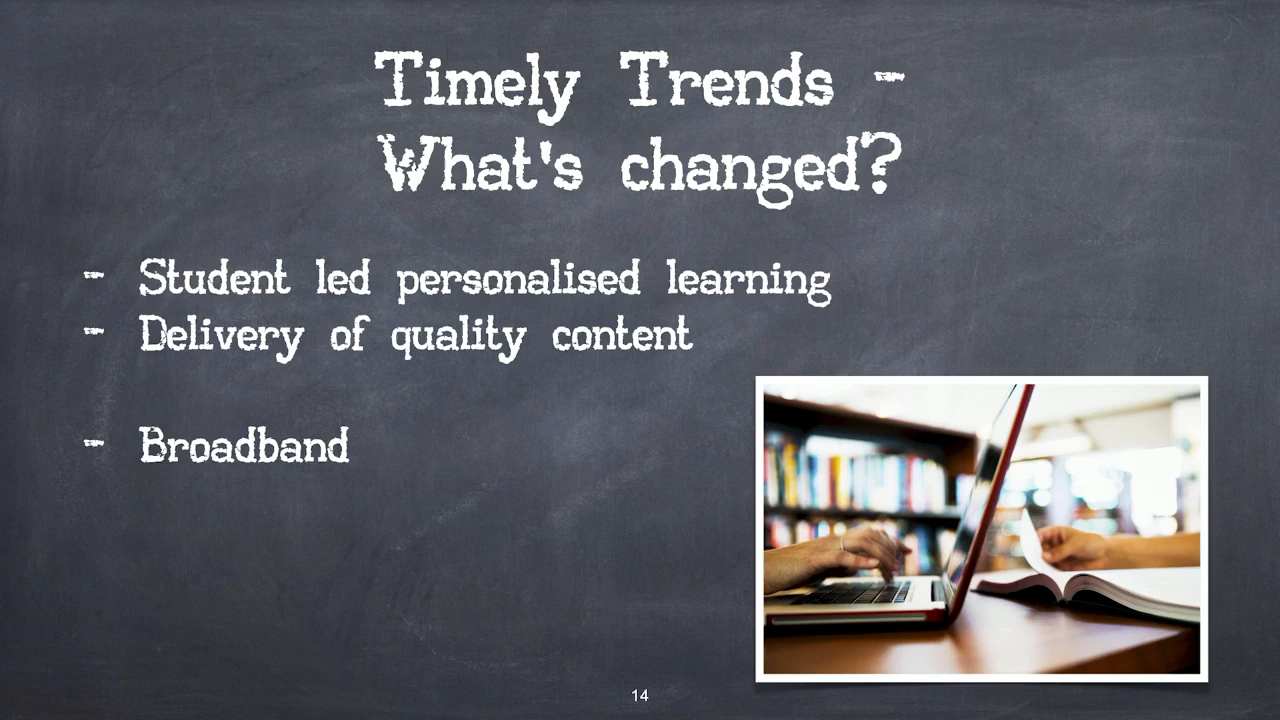 Timely Trends -
What's changed?
- Student led personalised learning
- Delivery of quality content
- Broadband
14